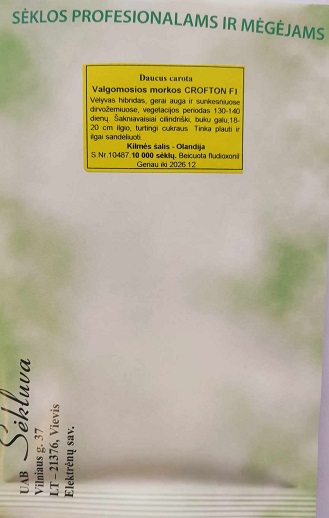 SĖKLOS PROFESIONALAMS IR MĖGĖJAMS
Daucus carota
Valgomosios morkos CROFTON F1
Vėlyvas hibridas, gerai auga ir sunkesniuose
dirvožemiuose, vegetacijos periodas 130-140
dienų. Šakniavaisiai cilindriški, buku galu,18-
20 cm ilgio, turtingi cukraus. Tinka plauti ir
ilgai sandėliuoti.
Kilmės šalis - Olandija
S.Nr.10487.10 000 sėklų. Beicuota fludioxonil
Geriau iki 2026 12
UAB Sėkluva
Vilniaus g. 37
LT – 21376, Vievis
Elektrėnų sav.